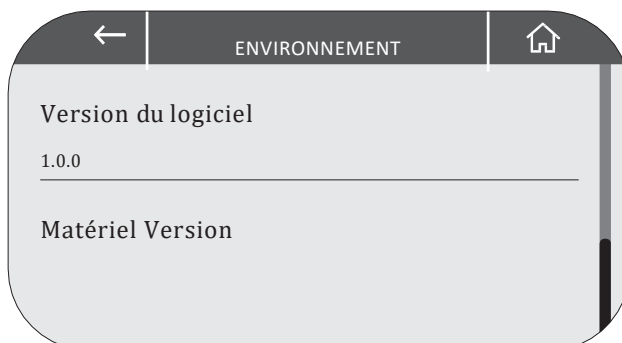 ENVIRONNEMENT
Version du logiciel
1.0.0
Matériel Version